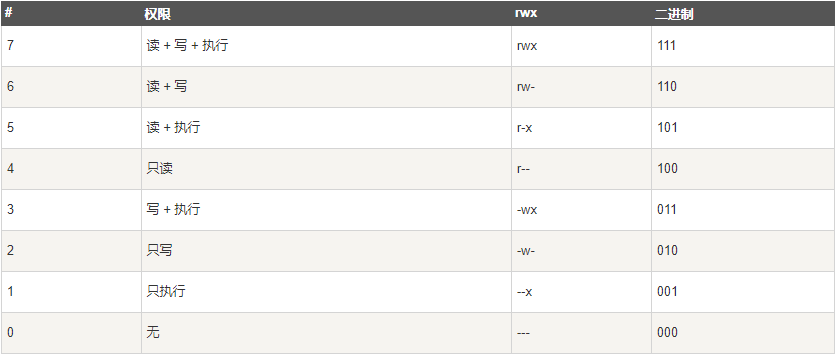 # 权限 rwx 二进制
7 读 + 写 + 执行 rwx 111
6 读 + 写 rw- 110
5 读 + 执行 r-x 101
4 只读 r-- 100
3 写 + 执行 -wx 011
2 只写 -w- 010
1 只执行 --x 001
0 无 --- 000